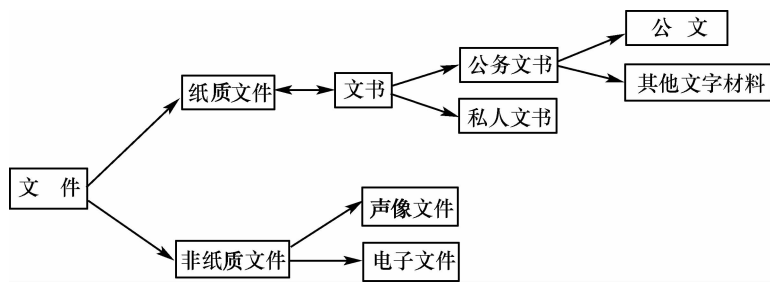 公 文
公务文书
其他文字材料
纸质文件
文书
私人文书
文 件
声像文件
非纸质文件
电子文件